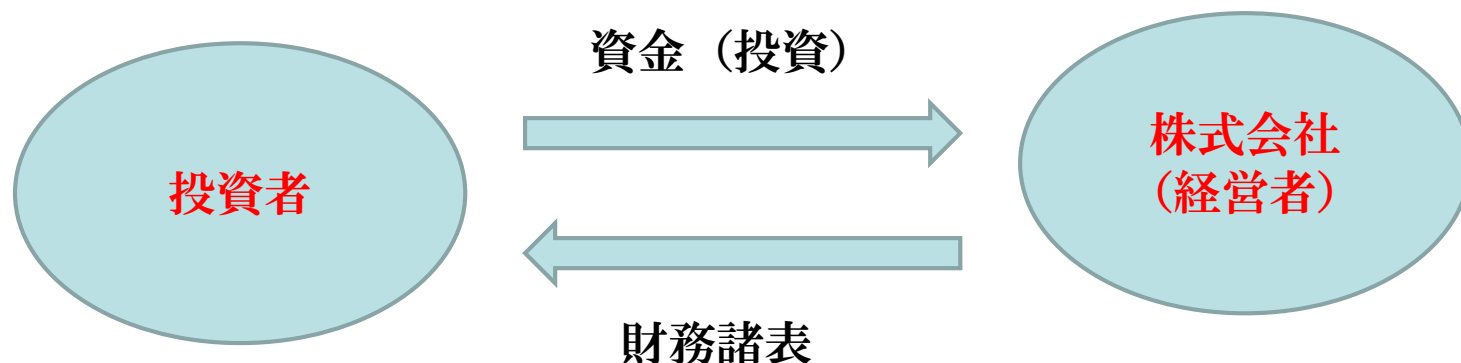 資金（投資）
投資者
株式会社
（経営者）
財務諸表